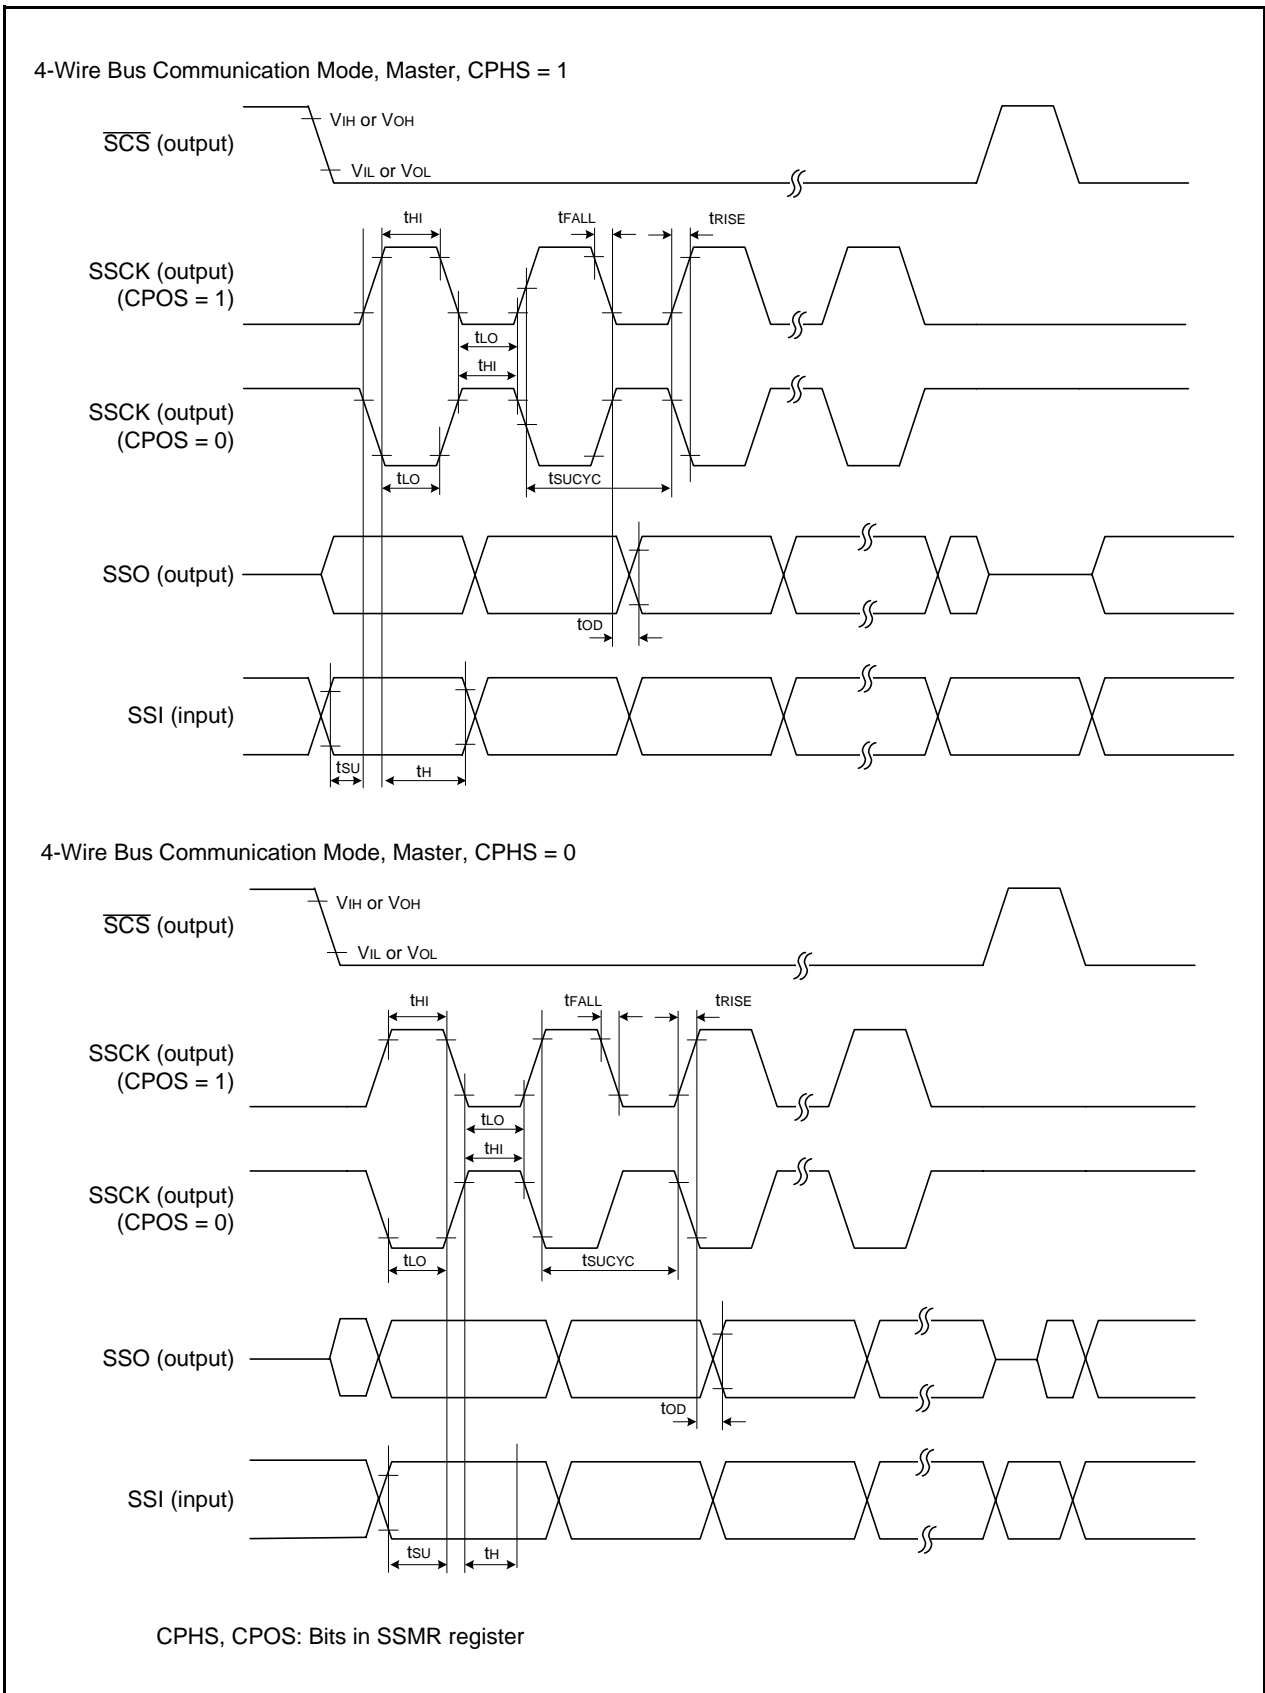 4-Wire Bus Communication Mode, Master, CPHS = 1
SCS (output)
VIH or VOH
VIL or VOL
tHI
tFALL
tRISE
SSCK (output)
(CPOS = 1)
tLO
tHI
SSCK (output)
(CPOS = 0)
tLO
tSUCYC
SSO (output)
tOD
SSI (input)
tSU
tH
4-Wire Bus Communication Mode, Master, CPHS = 0
SCS (output)
VIH or VOH
VIL or VOL
tHI
tFALL
tRISE
SSCK (output)
(CPOS = 1)
tLO
tHI
SSCK (output)
(CPOS = 0)
tLO
tSUCYC
SSO (output)
tOD
SSI (input)
tSU
tH
CPHS, CPOS: Bits in SSMR register